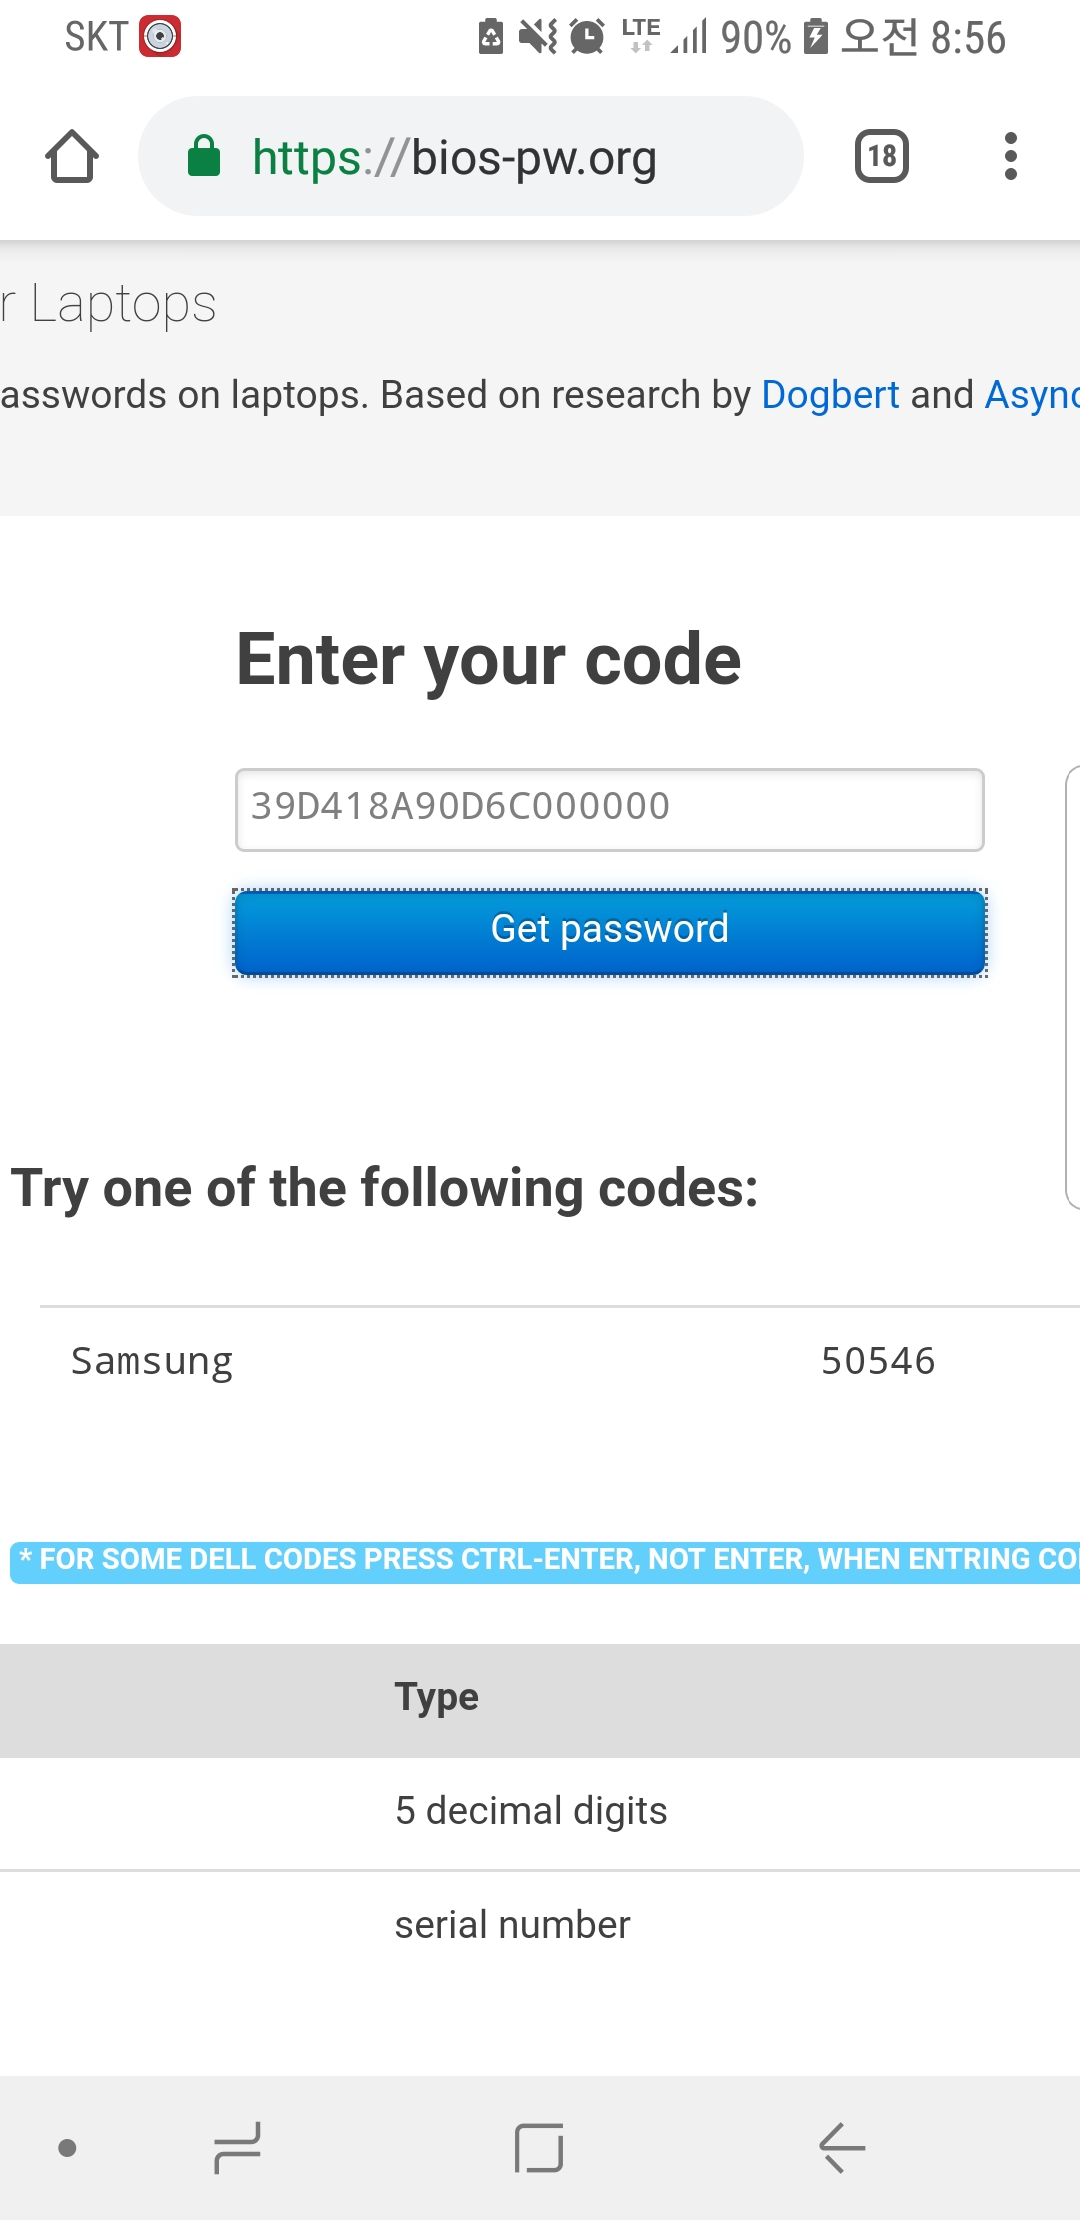 SKT LTE 90% 오전 8:56
https://bios-pw.org 18
r Laptops
asswords on laptops. Based on research by Dogbert and Async
Enter your code
39D418A90D6C000000
Get password
Try one of the following codes:
Samsung 50546
* FOR SOME DELL CODES PRESS CTRL-ENTER, NOT ENTER, WHEN ENTRING CO
Type
5 decimal digits
serial number